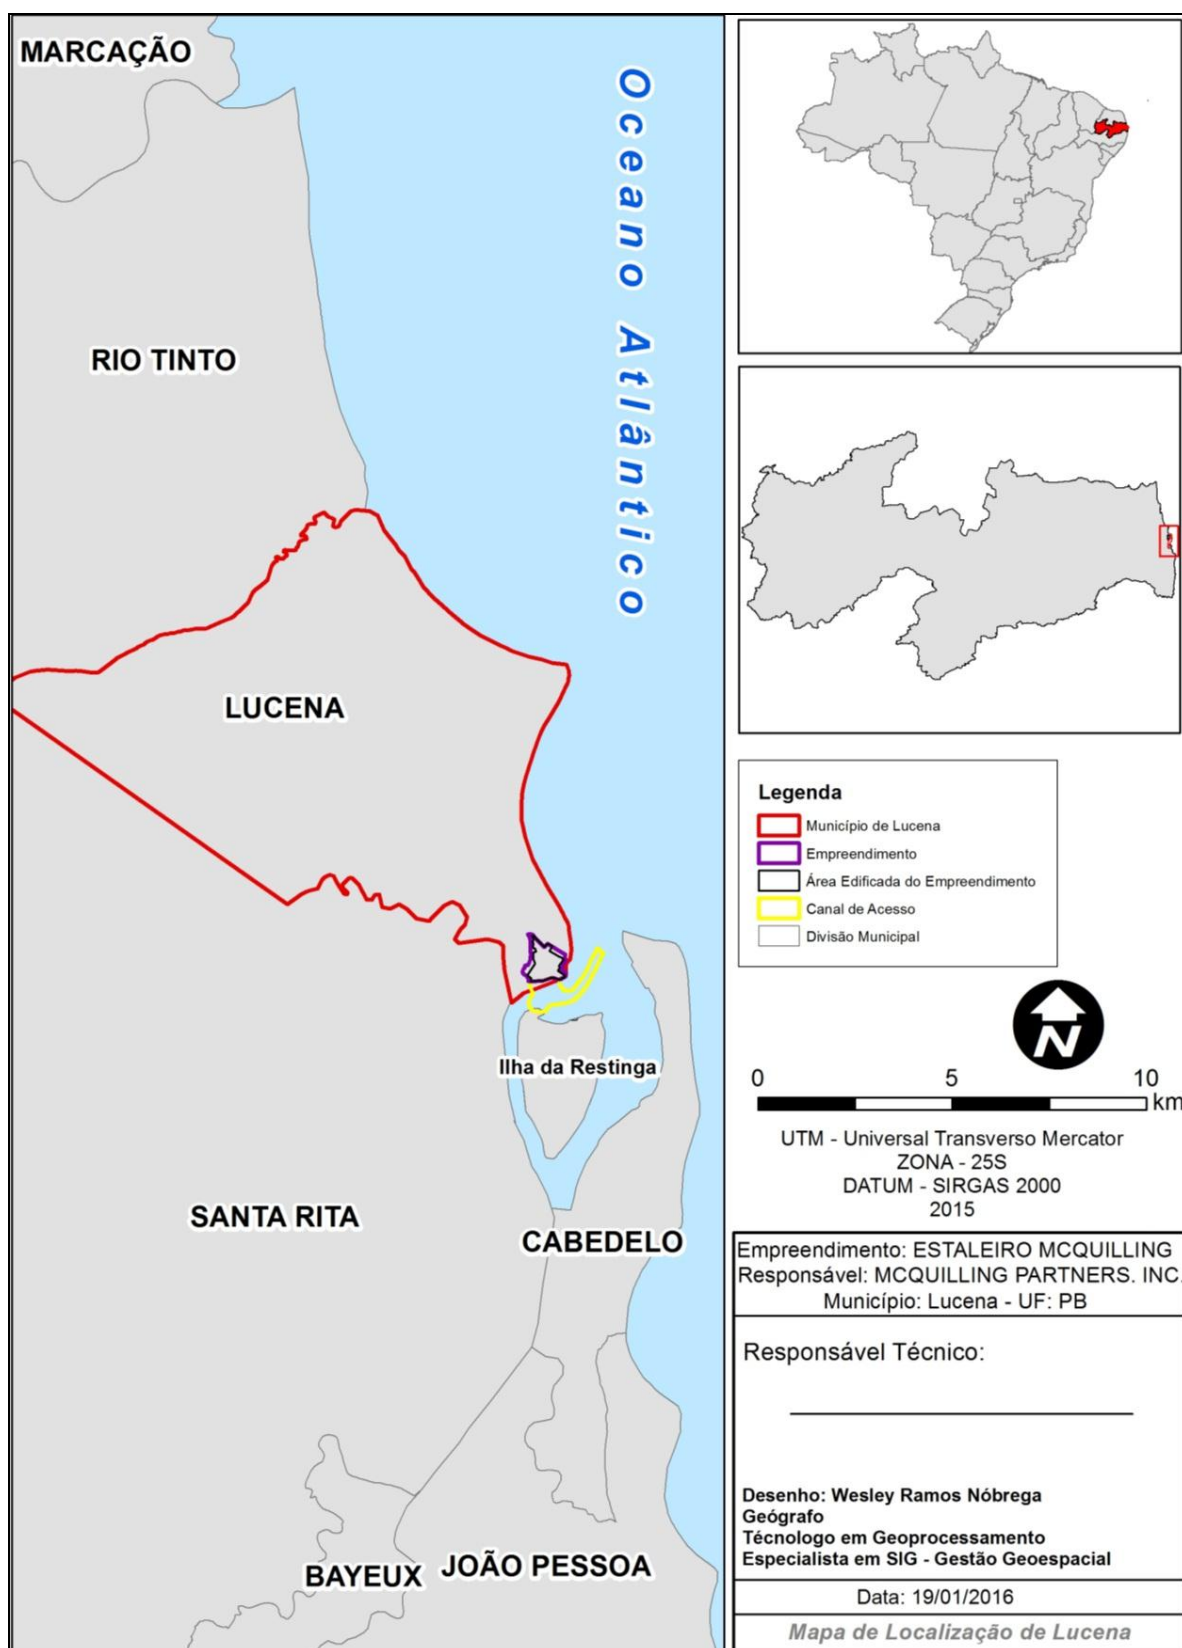 MARCAÇÃO
Oceano Atlântico
RIO TINTO
LUCENA
Ilha da Restinga
SANTA RITA
CABEDELO
BAYEUX
JOÃO PESSOA
Legenda
Município de Lucena
Empreendimento
Área Edificada do Empreendimento
Canal de Acesso
Divisão Municipal
N
0 5 10
km
UTM - Universal Transverso Mercator
ZONA - 25S
DATUM - SIRGAS 2000
2015
Empreendimento: ESTALEIRO MCQUILLING
Responsável: MCQUILLING PARTNERS. INC.
Município: Lucena - UF: PB
Responsável Técnico:
Desenho: Wesley Ramos Nóbrega
Geógrafo
Técnologo em Geoprocessamento
Especialista em SIG - Gestão Geoespacial
Data: 19/01/2016
Mapa de Localização de Lucena